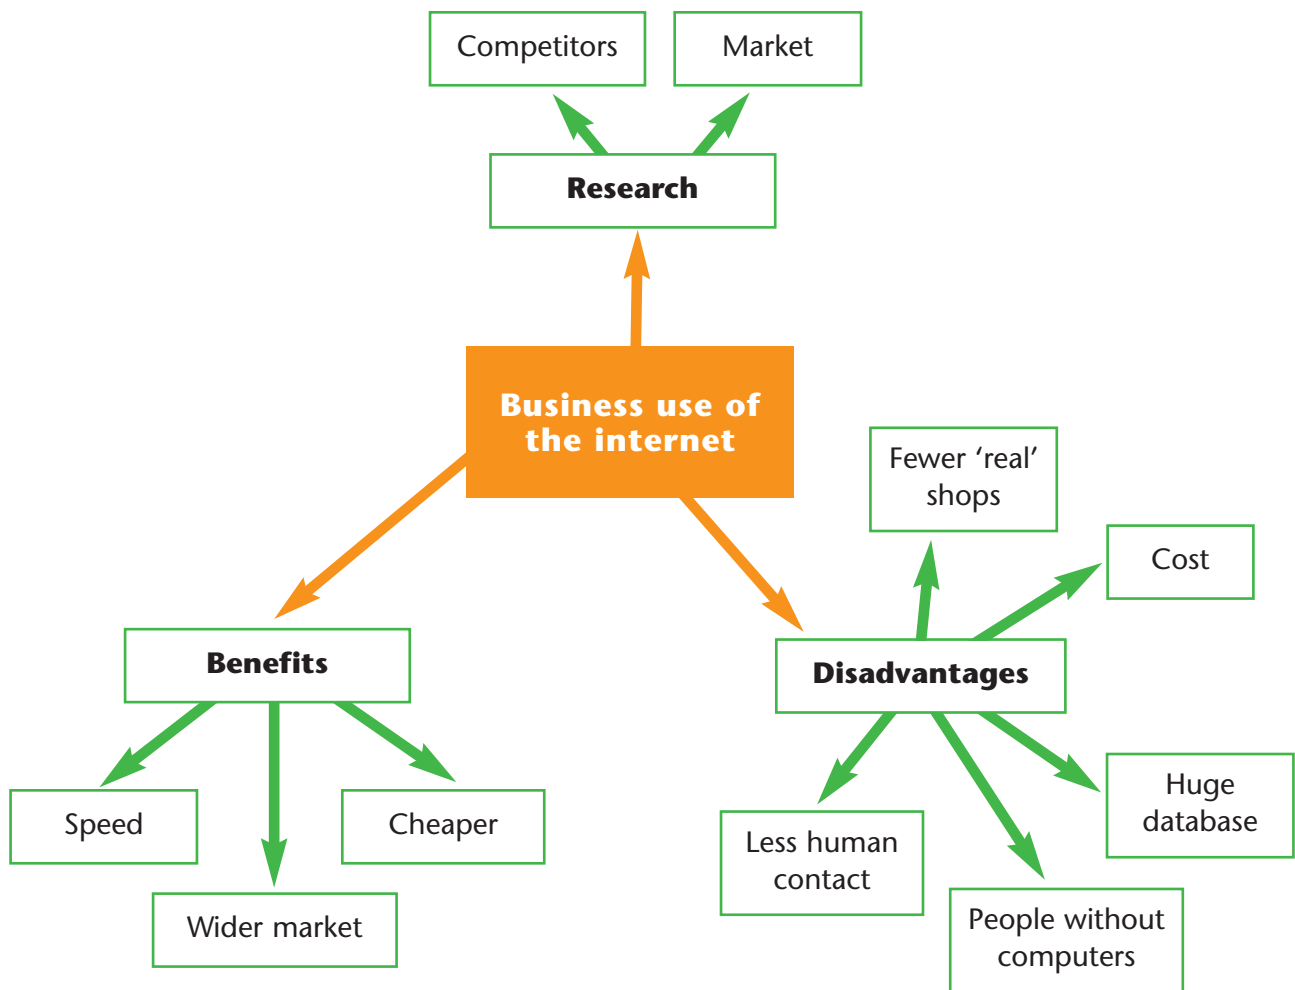 Competitors
Market
Research
Business use of
the internet
Fewer ‘real’
shops
Cost
Benefits
Disadvantages
Speed
Cheaper
Wider market
Less human
contact
Huge
database
People without
computers